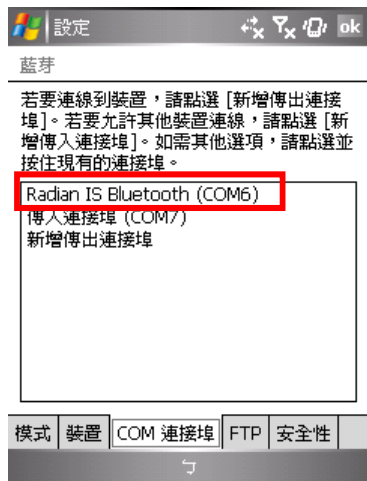 設定
ok
藍芽
若要連線到裝置，請點選 [新增傳出連接
埠]。若要允許其他裝置連線，請點選 [新
增傳入連接埠]。如需其他選項，請點選並
按住現有的連接埠。
Radian IS Bluetooth (COM6)
傳入連接埠 (COM7)
新增傳出連接埠
模式 裝置 COM 連接埠 FTP 安全性